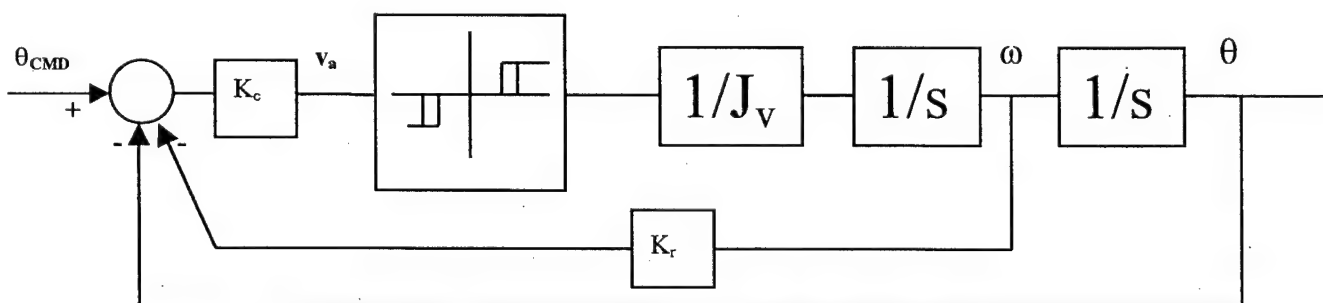 θCMD
+
-
-
Kc
va
1/Jv
1/s
ω
1/s
θ
Kr